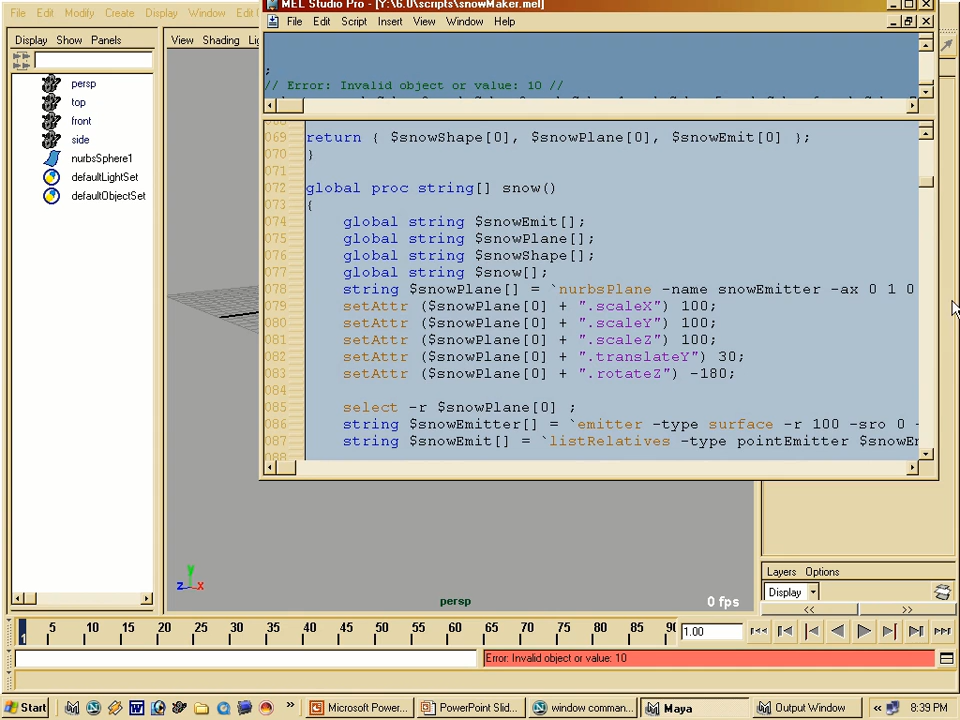 MEL Studio Pro - [Y:\6.0\scripts\snowMaker.mel]
File Edit Modify Create Display Window
File Edit Script Insert View Window Help
Display Show Panels
View Shading
persp
top
front
side
nurbsSphere1
defaultLightSet
defaultObjectSet
;
// Error: Invalid object or value: 10 //
069 return { $snowShape[0], $snowPlane[0], $snowEmit[0] };
070 }
071
072 global proc string[] snow()
073 {
074 global string $snowEmit[];
075 global string $snowPlane[];
076 global string $snowShape[];
077 global string $snow[];
078 string $snowPlane[] = `nurbsPlane -name snowEmitter -ax 0 1 0
079 setAttr ($snowPlane[0] + ".scaleX") 100;
080 setAttr ($snowPlane[0] + ".scaleY") 100;
081 setAttr ($snowPlane[0] + ".scaleZ") 100;
082 setAttr ($snowPlane[0] + ".translateY") 30;
083 setAttr ($snowPlane[0] + ".rotateZ") -180;
084
085 select -r $snowPlane[0] ;
086 string $snowEmitter[] = `emitter -type surface -r 100 -sro 0 -
087 string $snowEmit[] = `listRelatives -type pointEmitter $snowEm
088
y
z x
persp
0 fps
Layers Options
Display
<< >>
1 5 10 15 20 25 30 35 40 45 50 55 60 65 70 75 80 85 90
1.00
Error: Invalid object or value: 10
Start
Microsoft Power...
PowerPoint Slid...
window comman...
Maya
Output Window
8:39 PM